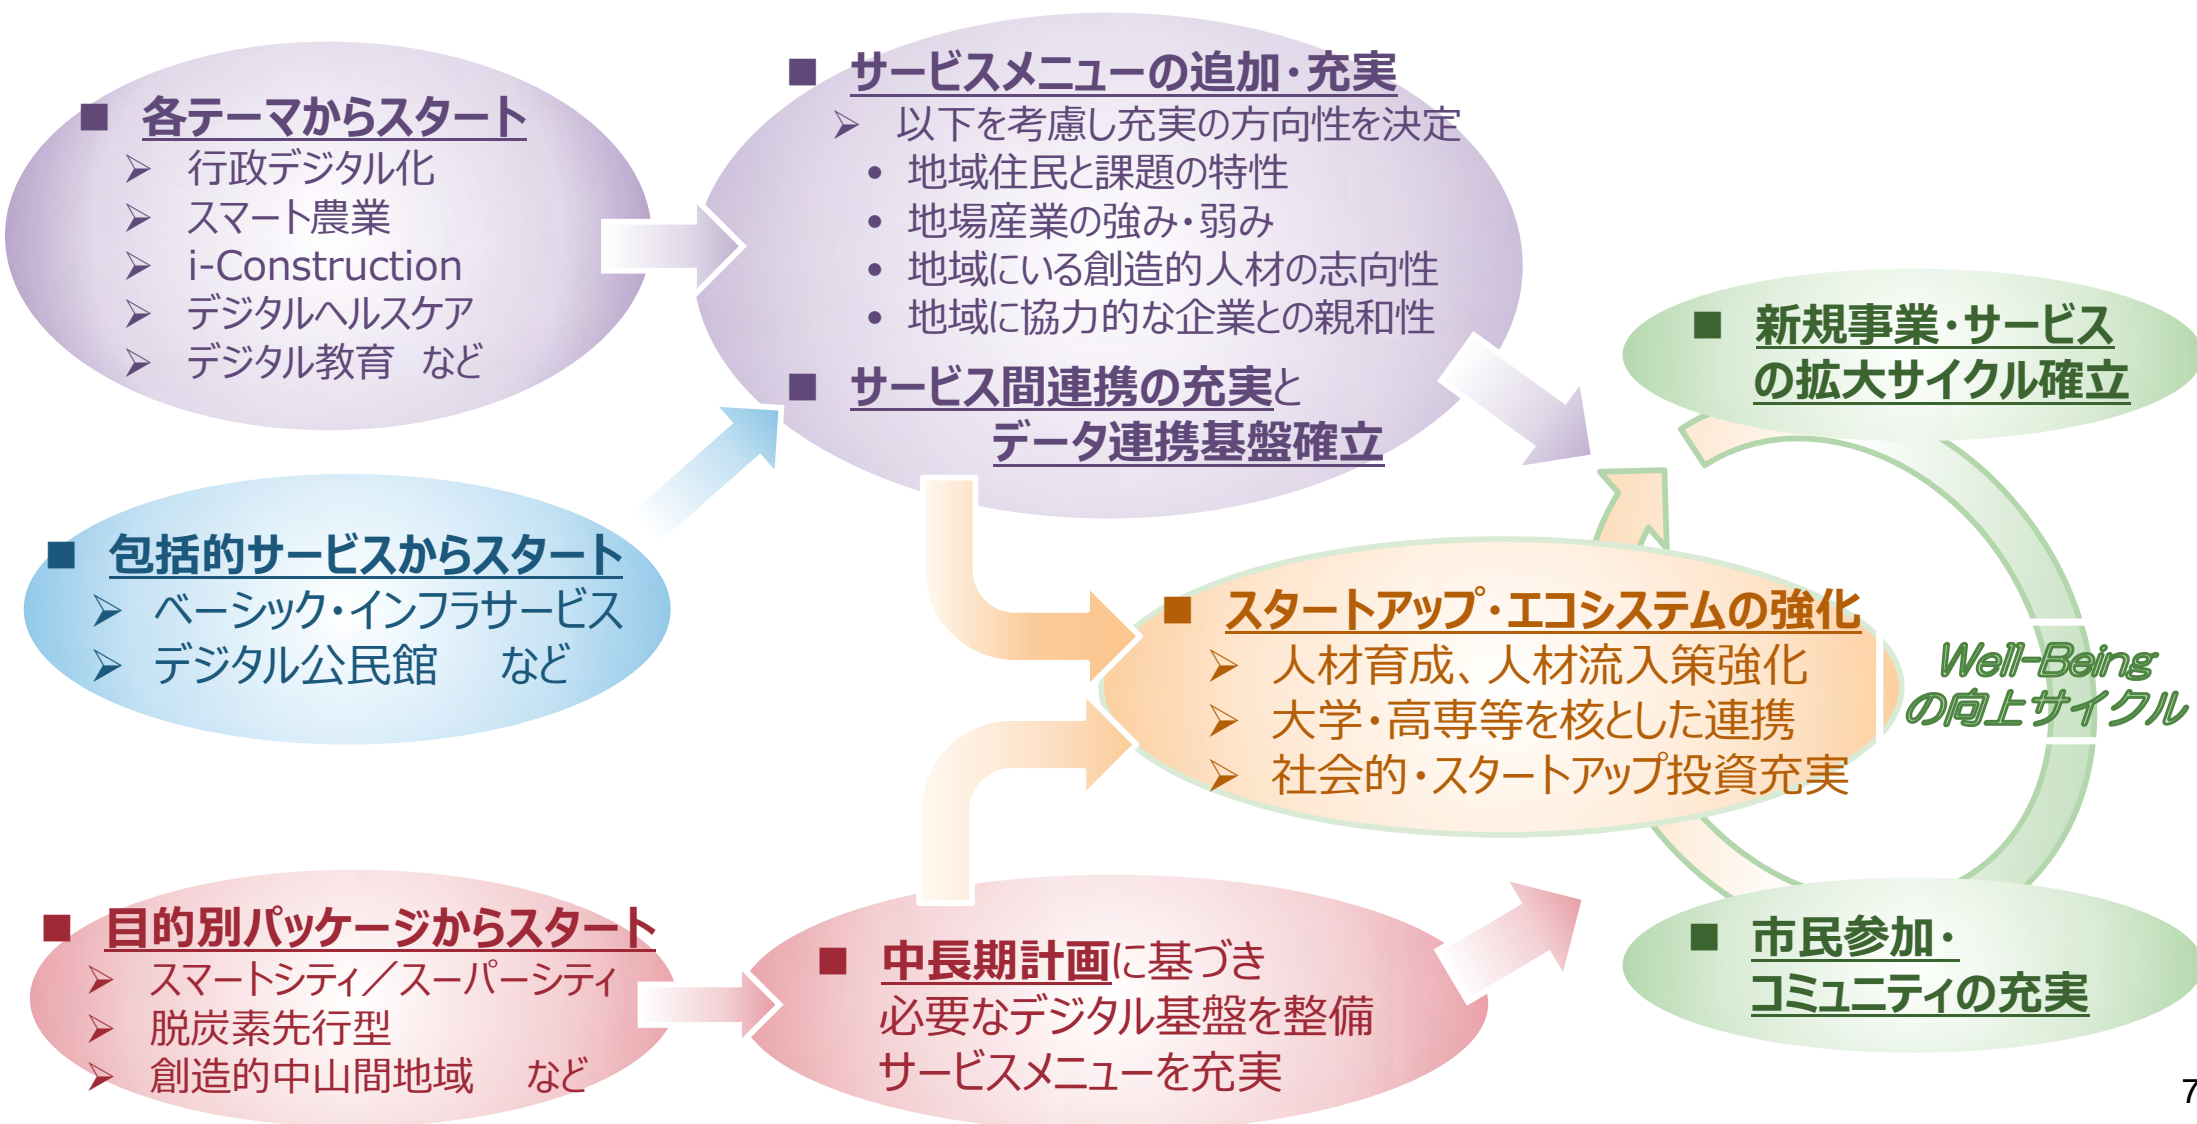 ■ 各テーマからスタート
➢ 行政デジタル化
➢ スマート農業
➢ i-Construction
➢ デジタルヘルスケア
➢ デジタル教育 など
■ サービスメニューの追加・充実
➢ 以下を考慮し充実の方向性を決定
• 地域住民と課題の特性
• 地場産業の強み・弱み
• 地域にいる創造的人材の志向性
• 地域に協力的な企業との親和性
■ サービス間連携の充実と
データ連携基盤確立
■ 包括的サービスからスタート
➢ ベーシック・インフラサービス
➢ デジタル公民館 など
■ 目的別パッケージからスタート
➢ スマートシティ／スーパーシティ
➢ 脱炭素先行型
➢ 創造的中山間地域 など
■ 中長期計画に基づき
必要なデジタル基盤を整備
サービスメニューを充実
■ スタートアップ・エコシステムの強化
➢ 人材育成、人材流入策強化
➢ 大学・高専等を核とした連携
➢ 社会的・スタートアップ投資充実
■ 新規事業・サービス
の拡大サイクル確立
Well-Being
の向上サイクル
■ 市民参加・
コミュニティの充実
7